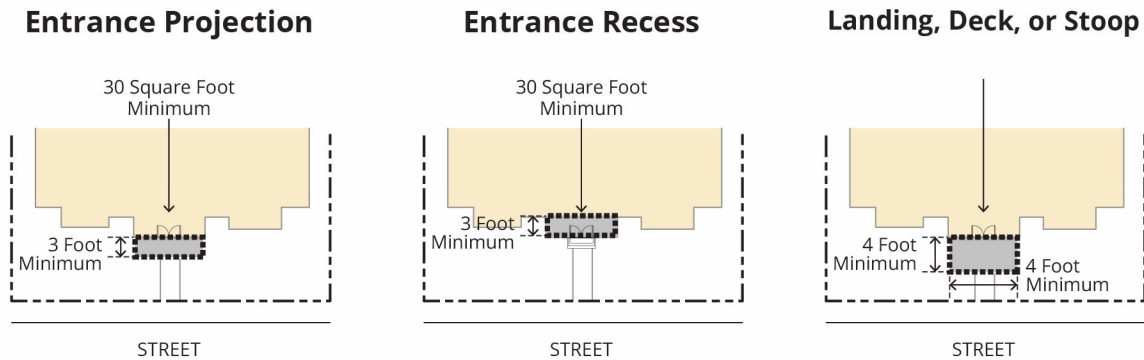 Entrance Projection
30 Square Foot
Minimum
3 Foot
Minimum
STREET
Entrance Recess
30 Square Foot
Minimum
3 Foot
Minimum
STREET
Landing, Deck, or Stoop
4 Foot
Minimum
4 Foot
Minimum
STREET